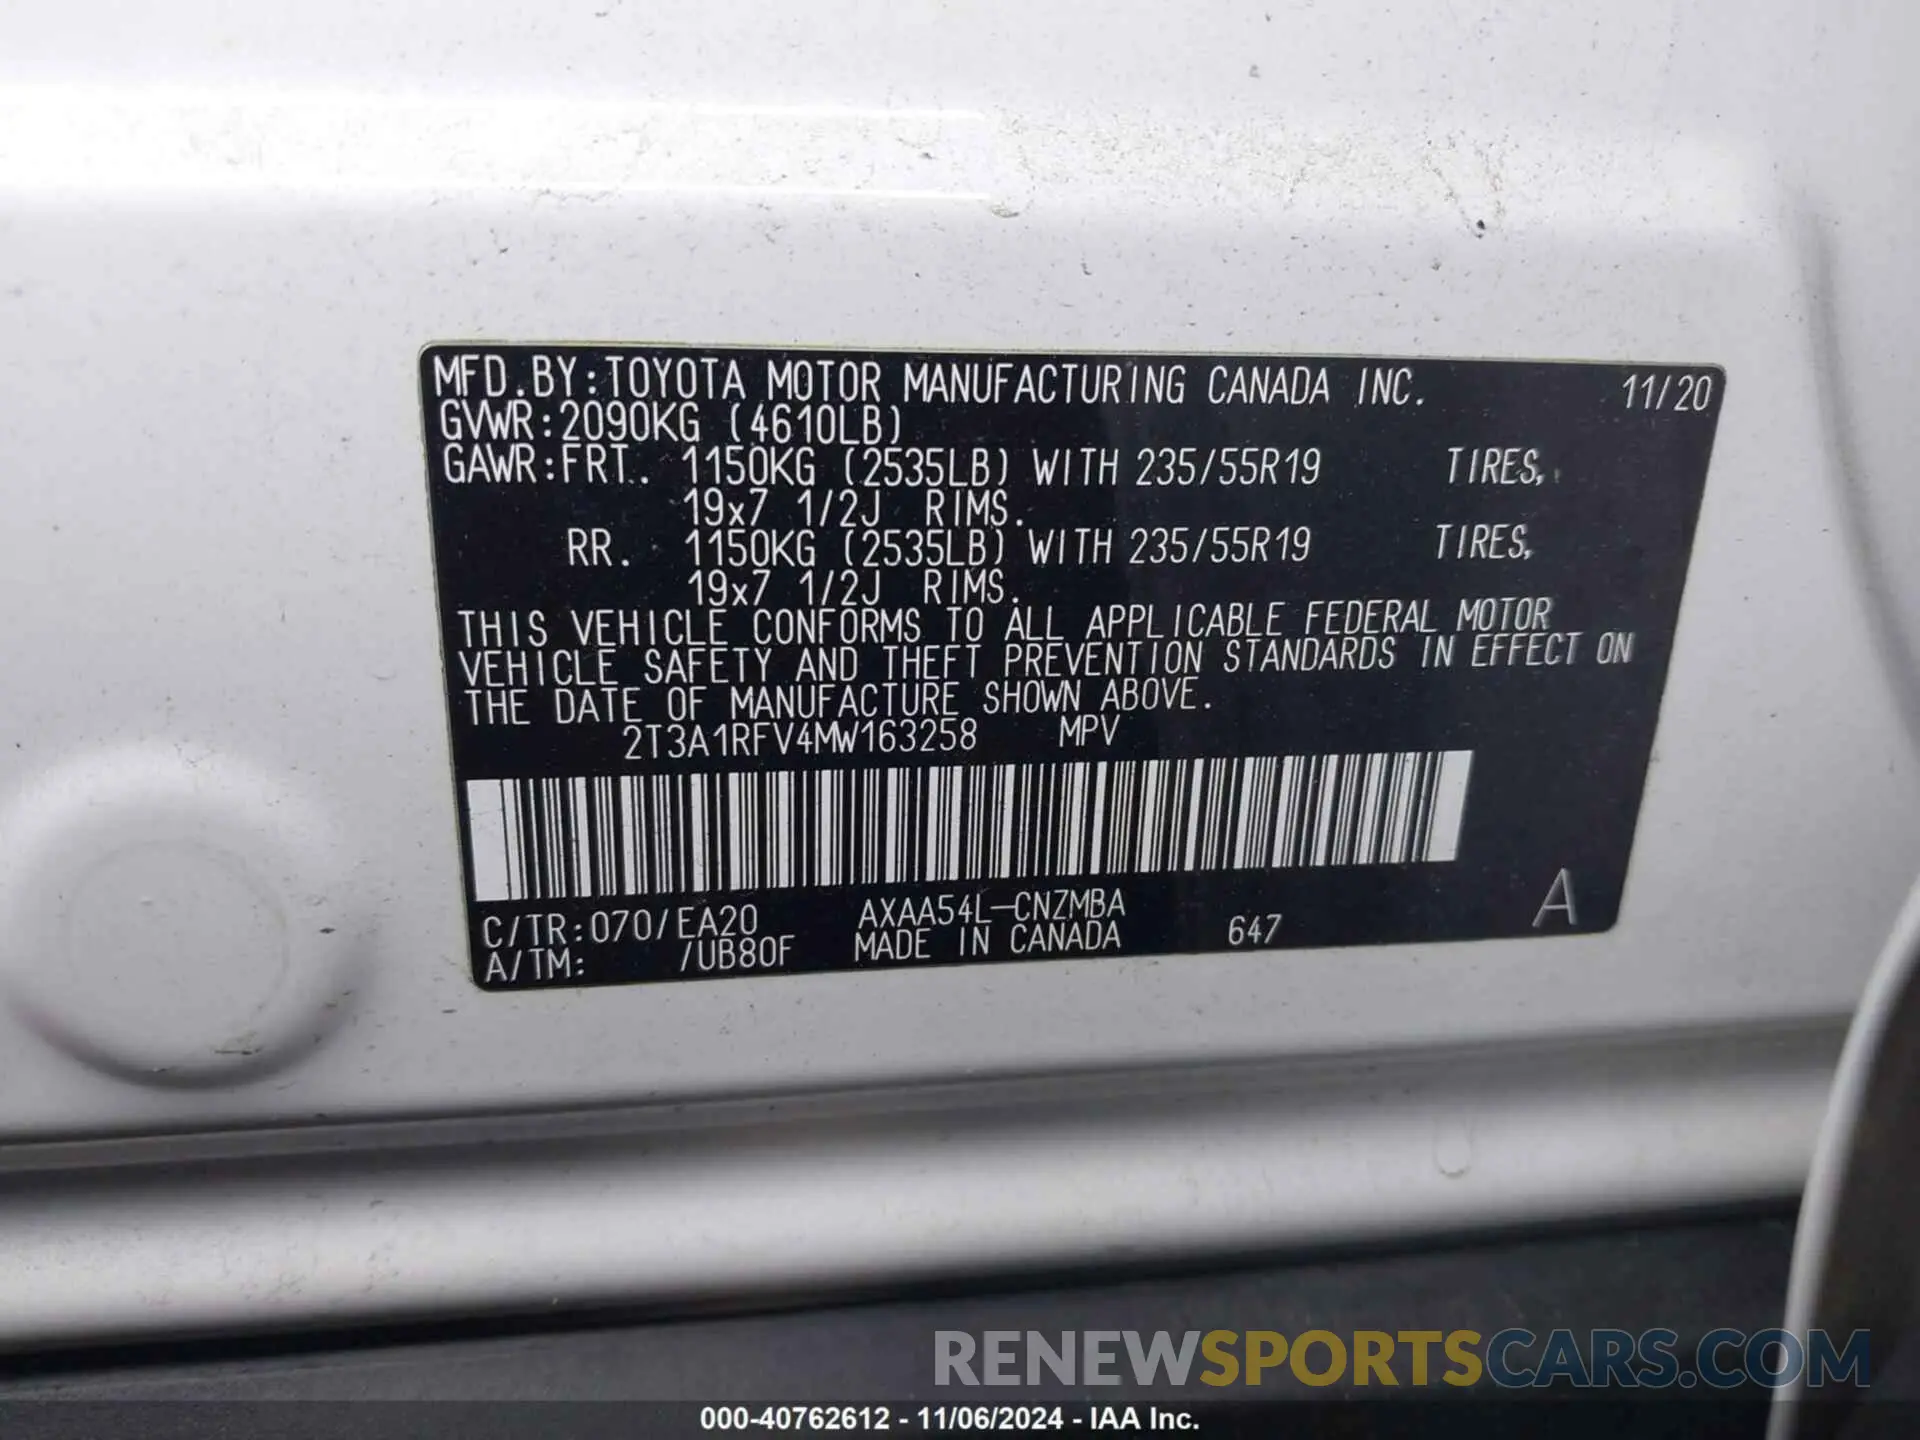 MFD.BY:TOYOTA MOTOR MANUFACTURING CANADA INC. 11/20
GVWR:2090KG (4610LB)
GAWR:FRT. 1150KG (2535LB) WITH 235/55R19 TIRES,
19x7 1/2J RIMS.
RR. 1150KG (2535LB) WITH 235/55R19 TIRES,
19x7 1/2J RIMS.
THIS VEHICLE CONFORMS TO ALL APPLICABLE FEDERAL MOTOR
VEHICLE SAFETY AND THEFT PREVENTION STANDARDS IN EFFECT ON
THE DATE OF MANUFACTURE SHOWN ABOVE.
2T3A1RFV4MW163258 MPV
C/TR:070/EA20 AXAA54L-CNZMBA
A/TM: /UB80F MADE IN CANADA 647 A
RENEWSPORTSCARS.COM
000-40762612 - 11/06/2024 - IAA Inc.